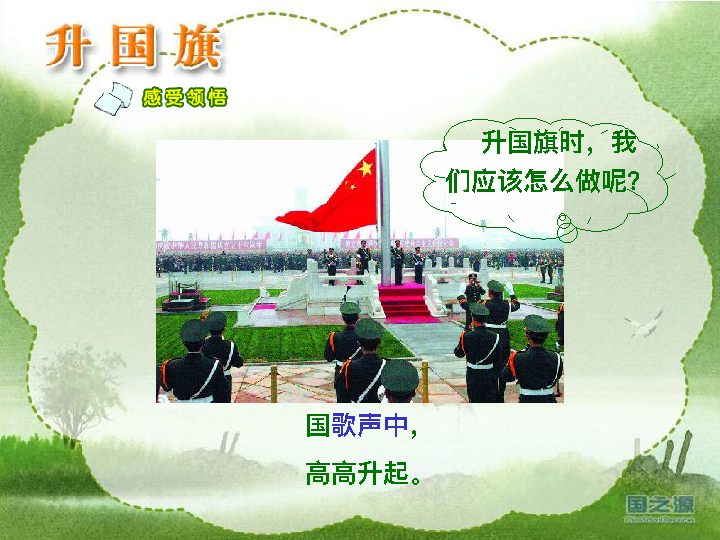 升国旗
感受领悟
升国旗时，我
们应该怎么做呢?
国歌声中，
高高升起。
国之源